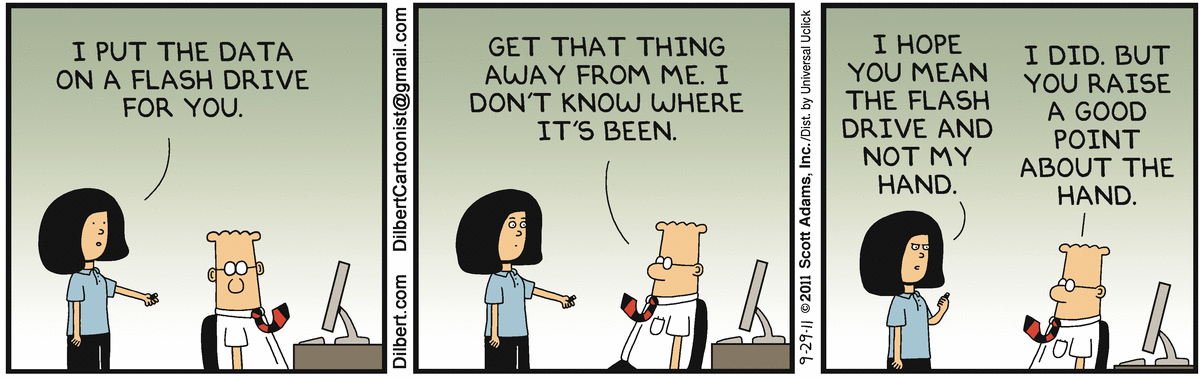 I PUT THE DATA
ON A FLASH DRIVE
FOR YOU.
Dilbert.com DilbertCartoonist@gmail.com
GET THAT THING
AWAY FROM ME. I
DON'T KNOW WHERE
IT'S BEEN.
9-29-11 ©2011 Scott Adams, Inc./Dist. by Universal Uclick
I HOPE
YOU MEAN
THE FLASH
DRIVE AND
NOT MY
HAND.
I DID. BUT
YOU RAISE
A GOOD
POINT
ABOUT THE
HAND.